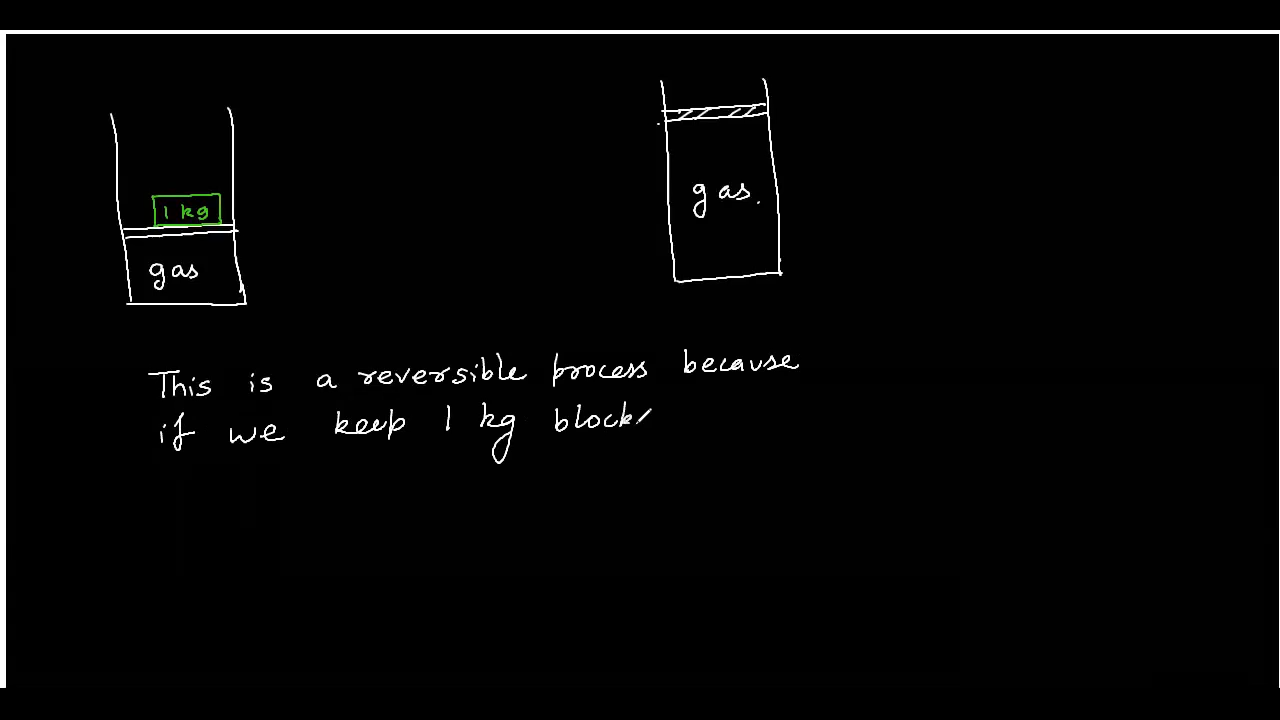 1 kg
gas
gas.
This is a reversible process because
if we keep 1 kg block